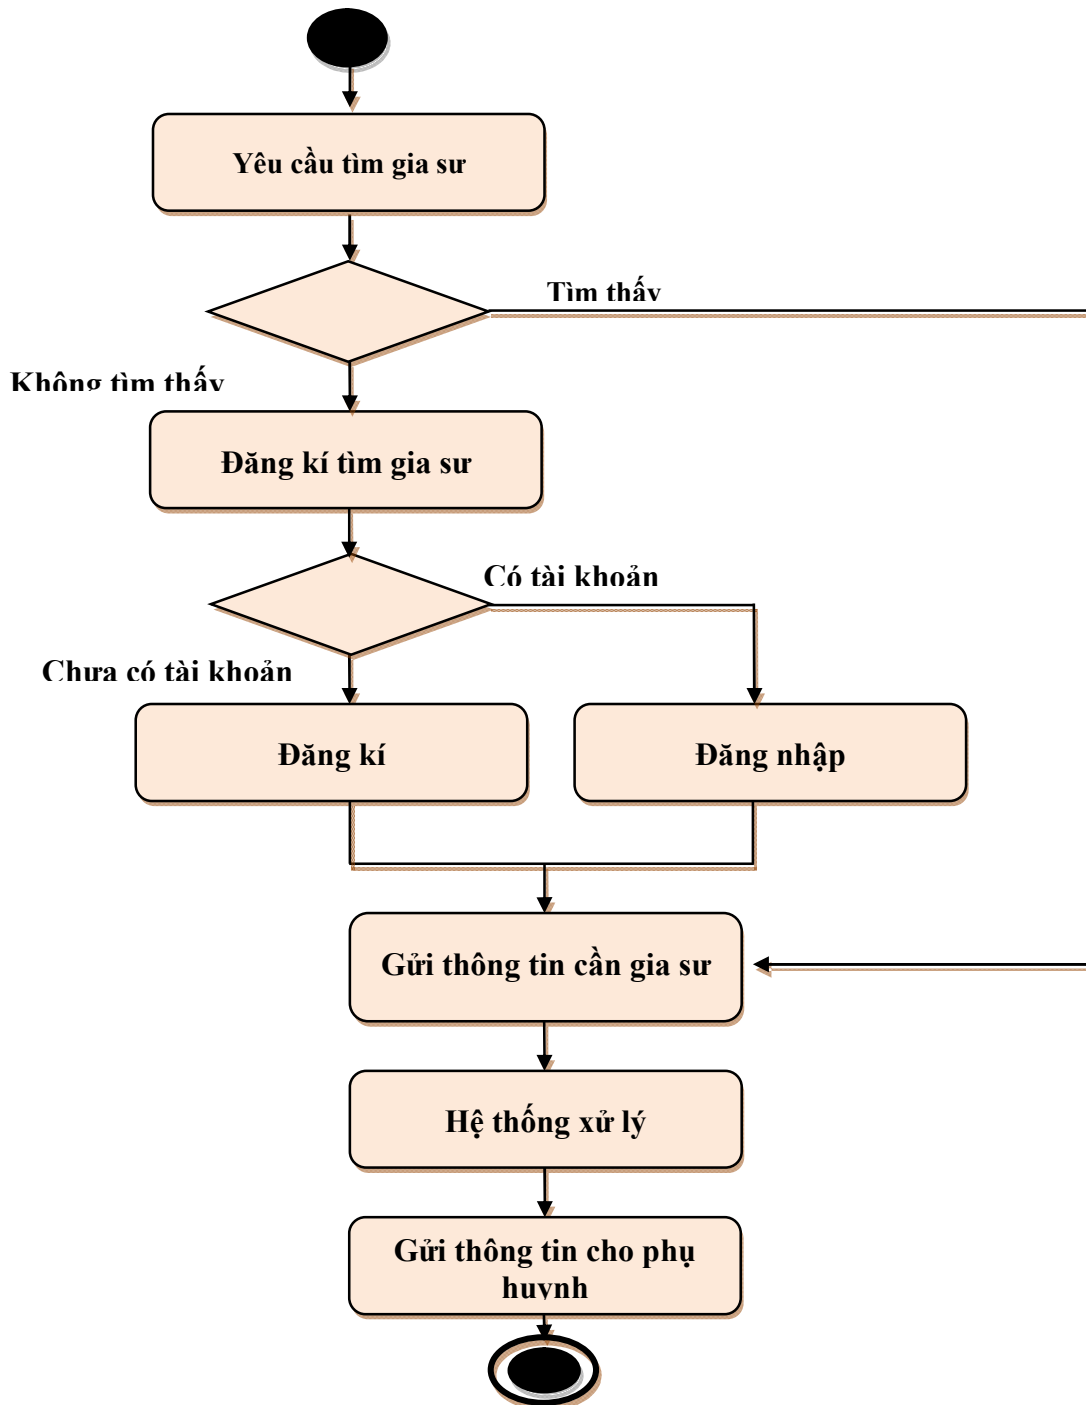 Yêu cầu tìm gia sư
Tìm thấy
Không tìm thấy
Đăng kí tìm gia sư
Có tài khoản
Chưa có tài khoản
Đăng kí
Đăng nhập
Gửi thông tin cần gia sư
Hệ thống xử lý
Gửi thông tin cho phụ
huynh